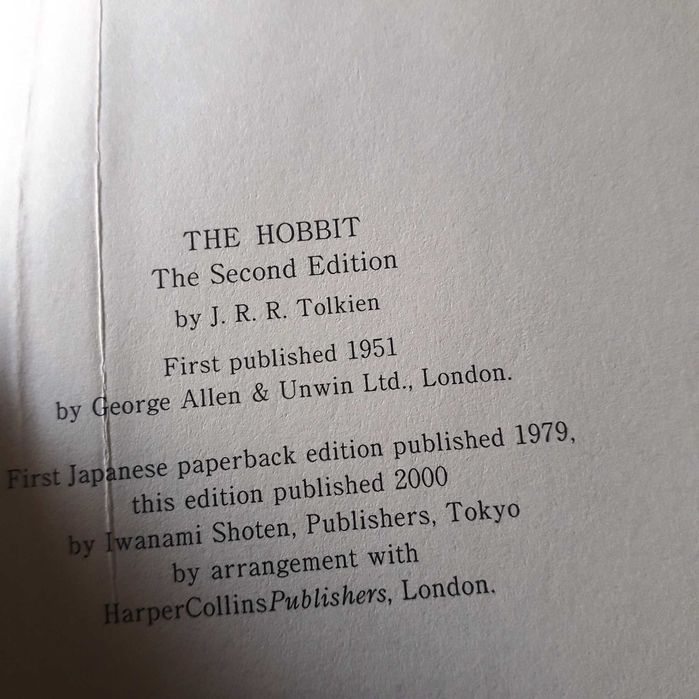 THE HOBBIT
The Second Edition
by J. R. R. Tolkien
First published 1951
by George Allen & Unwin Ltd., London.
First Japanese paperback edition published 1979,
this edition published 2000
by Iwanami Shoten, Publishers, Tokyo
by arrangement with
HarperCollinsPublishers, London.